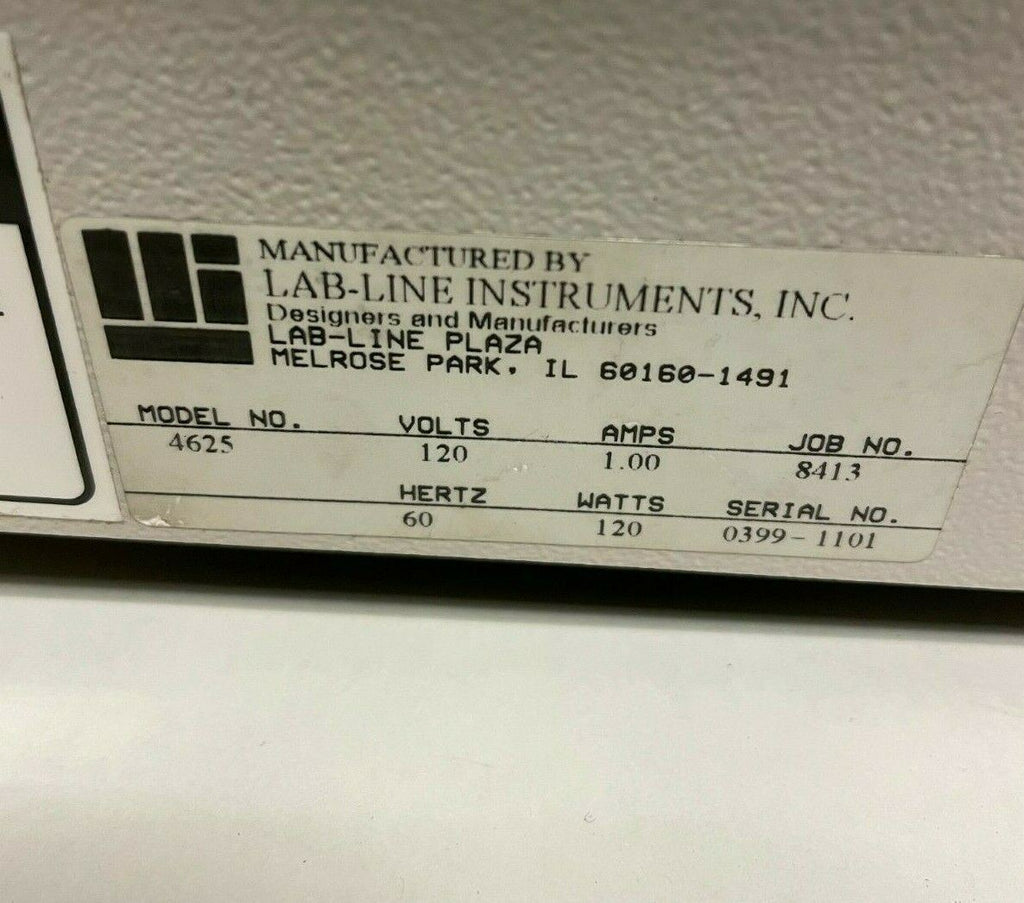 MANUFACTURED BY
LAB-LINE INSTRUMENTS, INC.
Designers and Manufacturers
LAB-LINE PLAZA
MELROSE PARK, IL 60160-1491
MODEL NO. VOLTS AMPS JOB NO.
4625 120 1.00 8413
HERTZ WATTS SERIAL NO.
60 120 0399-1101